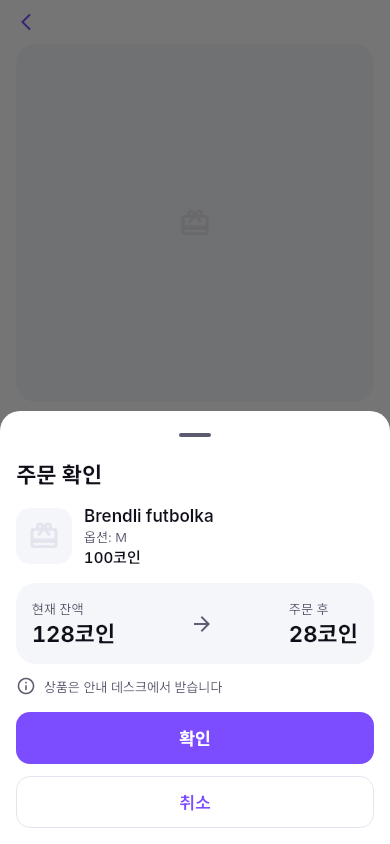 주문 확인
Brendli futbolka
옵션: M
100코인
현재 잔액
128코인
주문 후
28코인
상품은 안내 데스크에서 받습니다
확인
취소